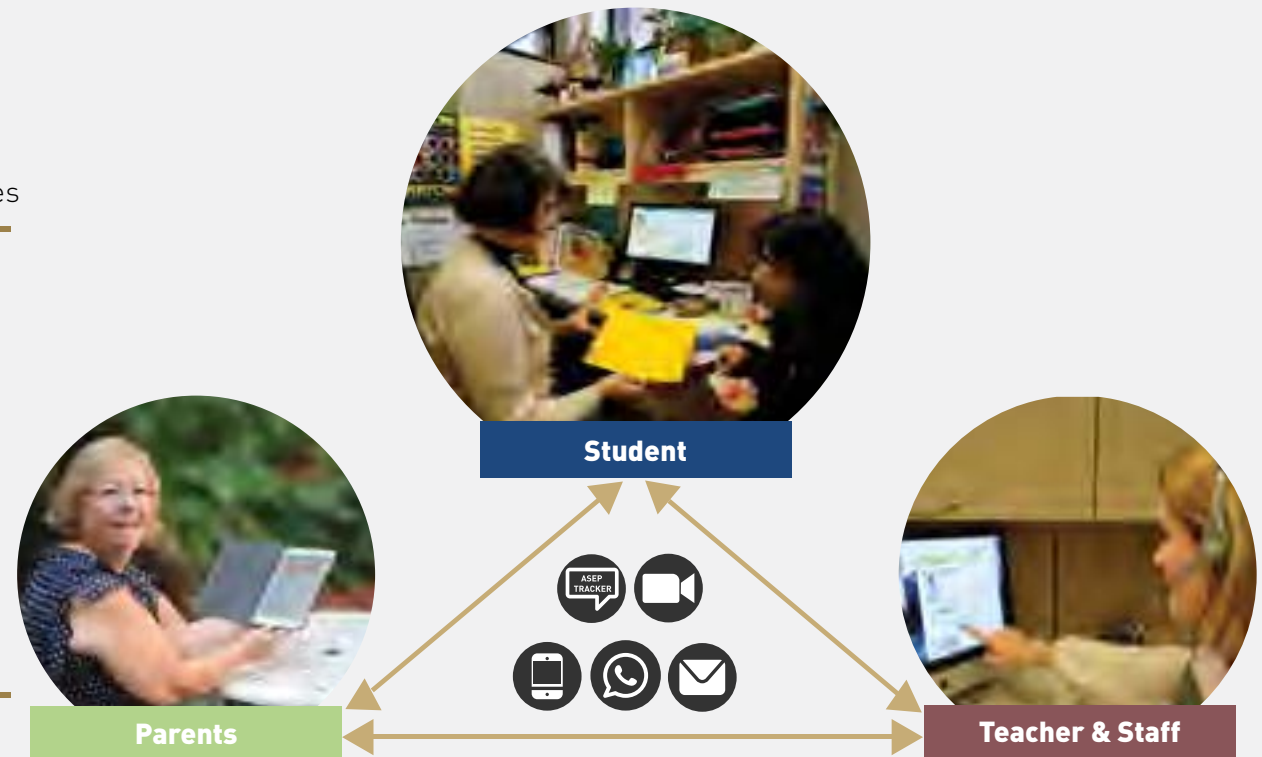 es
Student
ASEP
TRACKER
Parents
Teacher & Staff